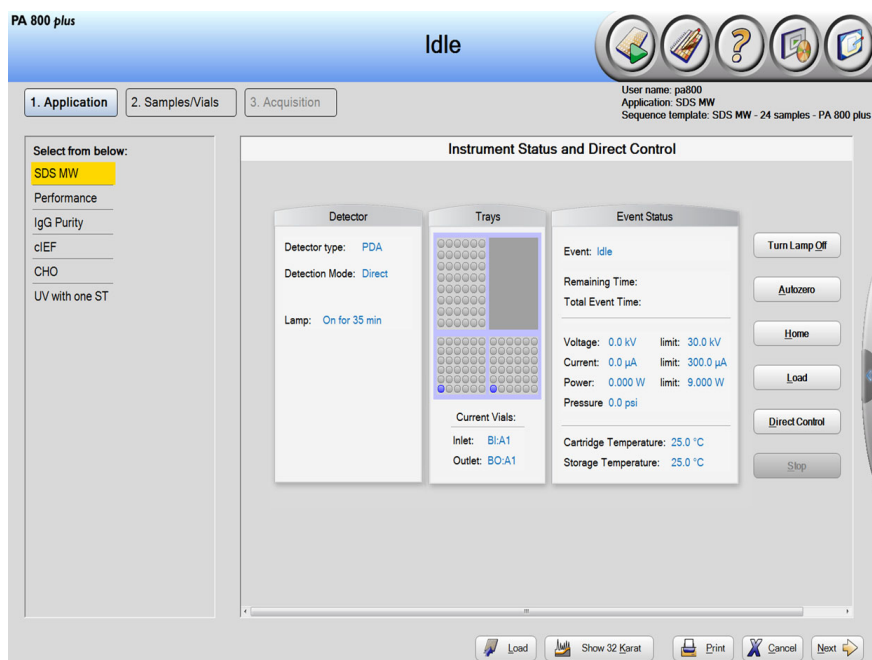 PA 800 plus
Idle
User name: pa800
Application: SDS MW
Sequence template: SDS MW - 24 samples - PA 800 plus
1. Application
2. Samples/Vials
3. Acquisition
Select from below:
SDS MW
Performance
IgG Purity
cIEF
CHO
UV with one ST
Instrument Status and Direct Control
Detector
Detector type: PDA
Detection Mode: Direct
Lamp: On for 35 min
Trays
Current Vials:
Inlet: BI:A1
Outlet: BO:A1
Event Status
Event: Idle
Remaining Time:
Total Event Time:
Voltage: 0.0 kV limit: 30.0 kV
Current: 0.0 µA limit: 300.0 µA
Power: 0.000 W limit: 9.000 W
Pressure 0.0 psi
Cartridge Temperature: 25.0 °C
Storage Temperature: 25.0 °C
Turn Lamp Off
Autozero
Home
Load
Direct Control
Stop
Load
Show 32 Karat
Print
Cancel
Next